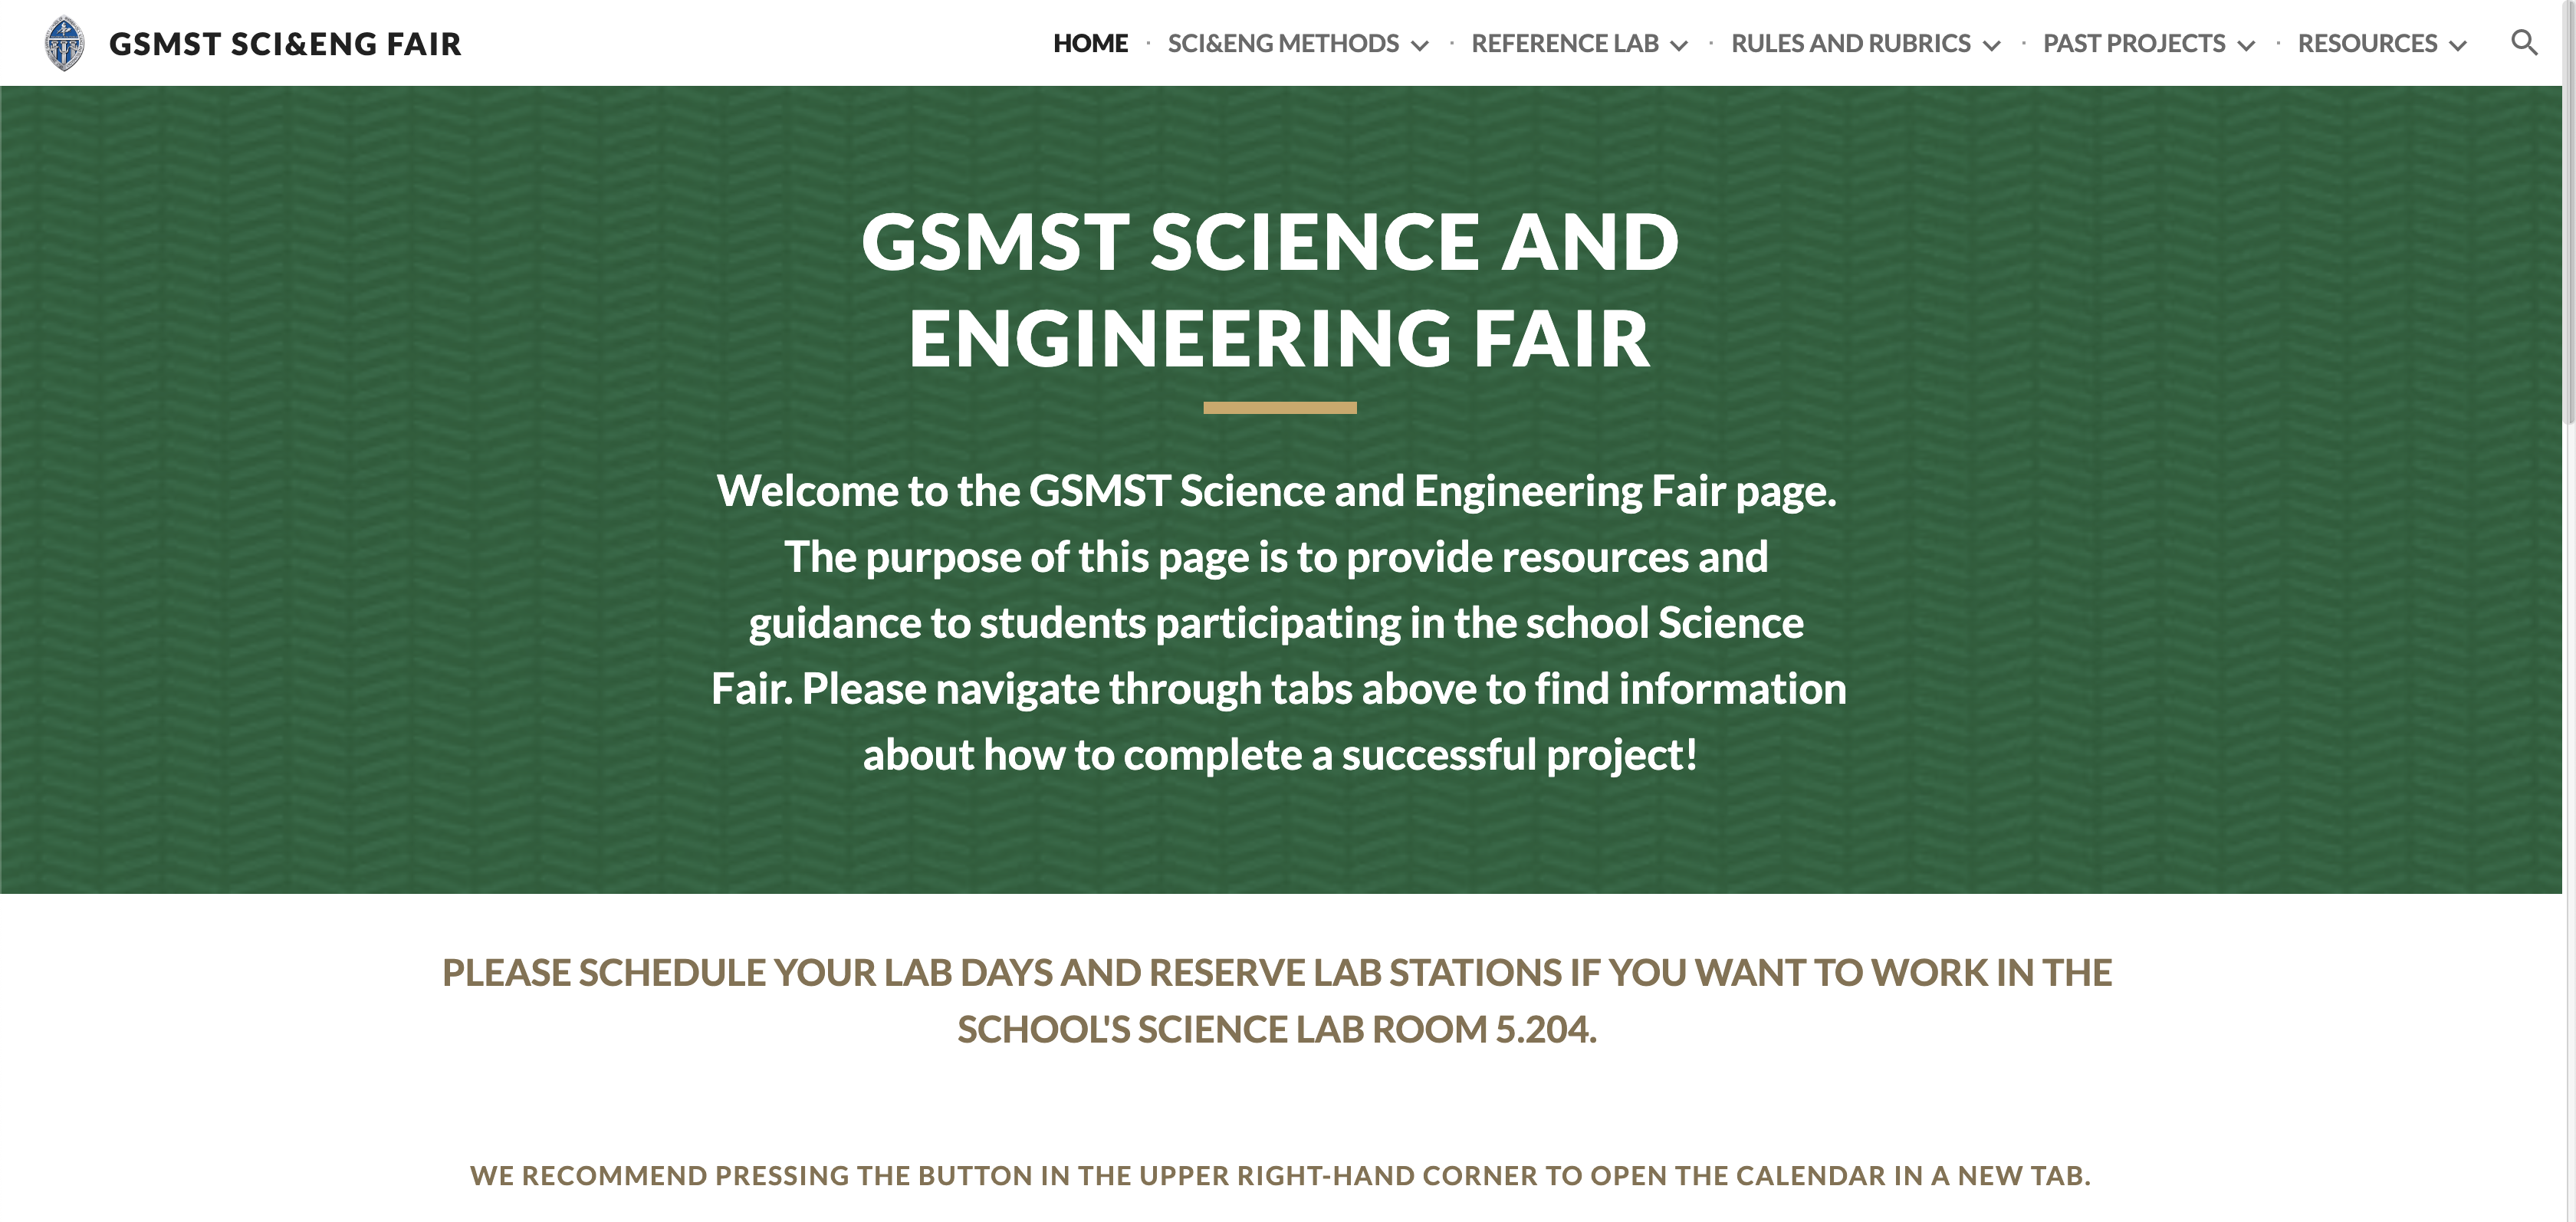 GSMST SCI&ENG FAIR
HOME · SCI&ENG METHODS · REFERENCE LAB · RULES AND RUBRICS · PAST PROJECTS · RESOURCES
GSMST SCIENCE AND
ENGINEERING FAIR
Welcome to the GSMST Science and Engineering Fair page.
The purpose of this page is to provide resources and
guidance to students participating in the school Science
Fair. Please navigate through tabs above to find information
about how to complete a successful project!
PLEASE SCHEDULE YOUR LAB DAYS AND RESERVE LAB STATIONS IF YOU WANT TO WORK IN THE
SCHOOL'S SCIENCE LAB ROOM 5.204.
WE RECOMMEND PRESSING THE BUTTON IN THE UPPER RIGHT-HAND CORNER TO OPEN THE CALENDAR IN A NEW TAB.